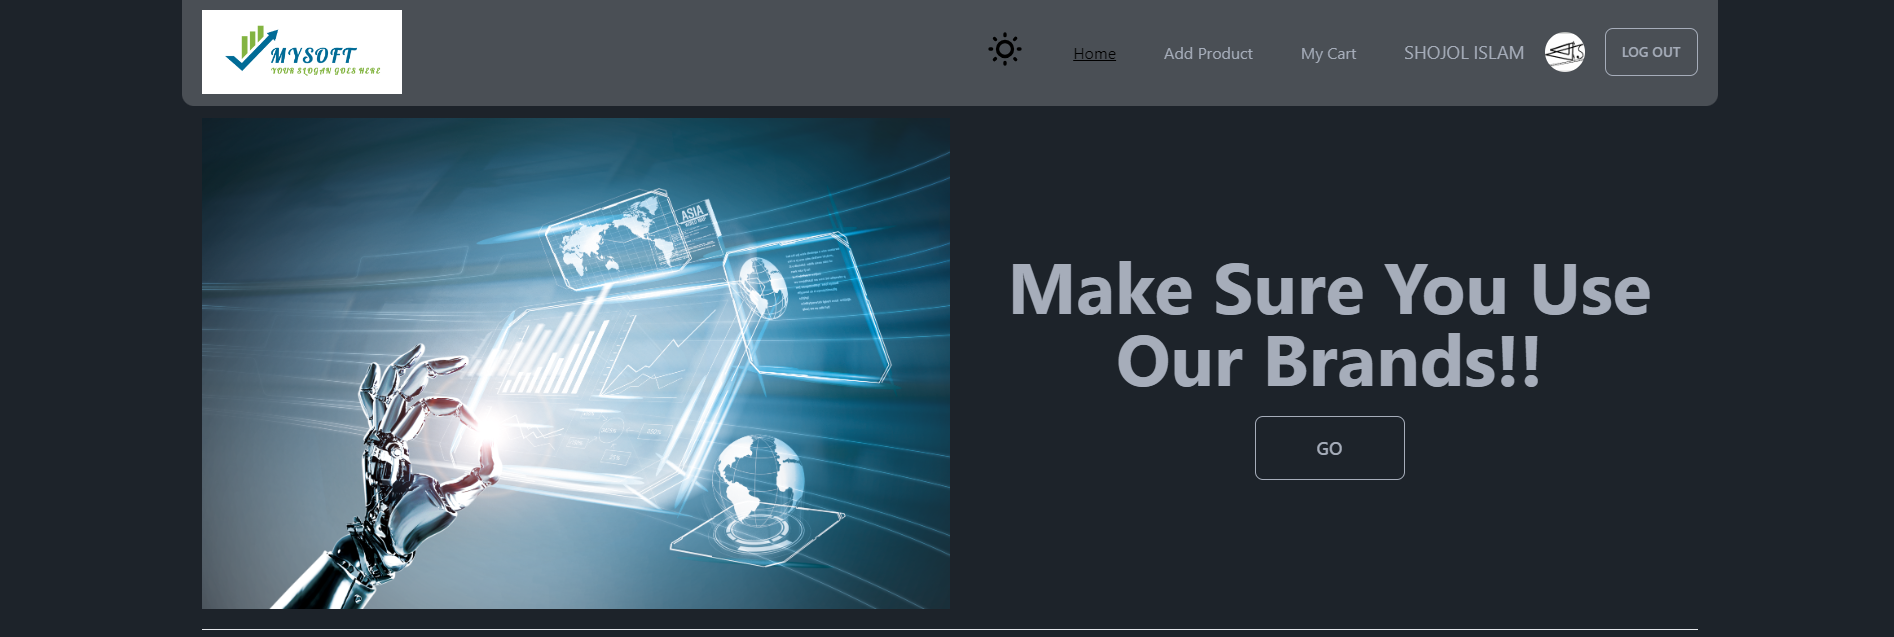 MYSOFT
YOUR SLOGAN GOES HERE
Home
Add Product
My Cart
SHOJOL ISLAM
LOG OUT
ASIA
Make Sure You Use
Our Brands!!
GO